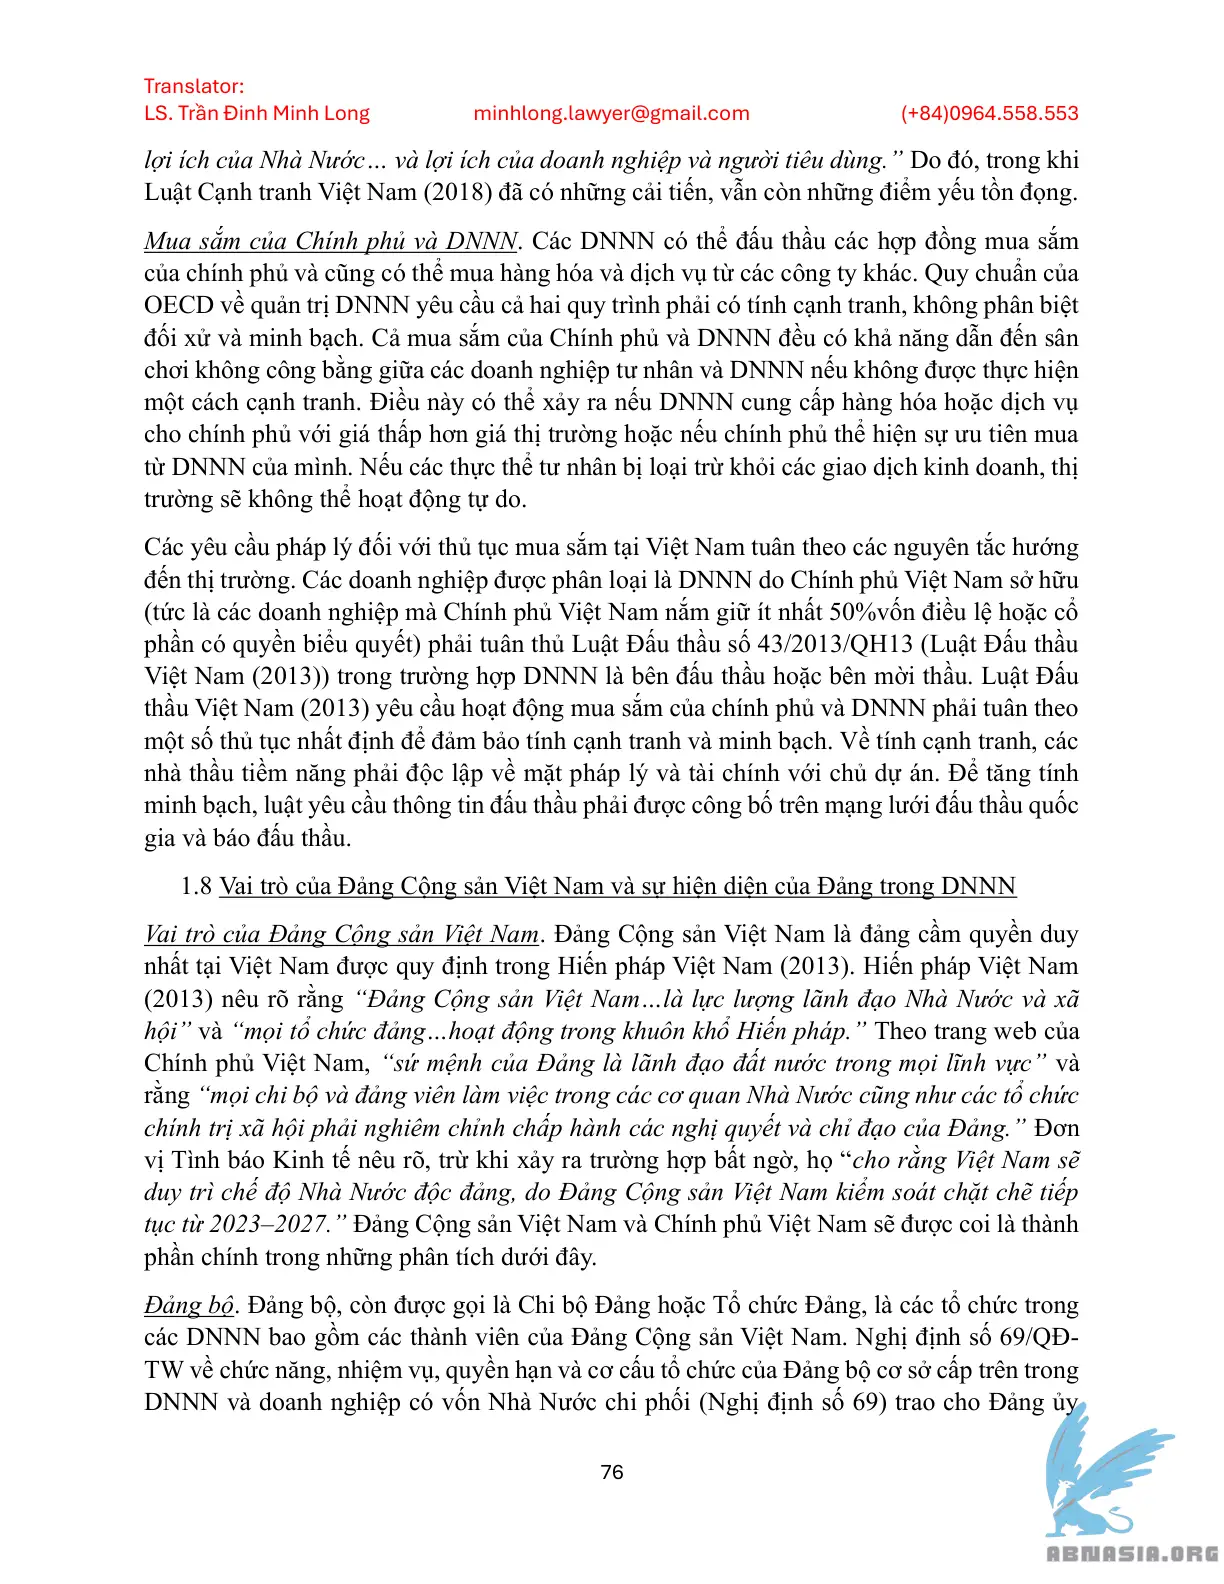 Translator:
LS. Trần Đinh Minh Long minhlong.lawyer@gmail.com (+84)0964.558.553
lợi ích của Nhà Nước… và lợi ích của doanh nghiệp và người tiêu dùng.” Do đó, trong khi
Luật Cạnh tranh Việt Nam (2018) đã có những cải tiến, vẫn còn những điểm yếu tồn đọng.
Mua sắm của Chính phủ và DNNN. Các DNNN có thể đấu thầu các hợp đồng mua sắm
của chính phủ và cũng có thể mua hàng hóa và dịch vụ từ các công ty khác. Quy chuẩn của
OECD về quản trị DNNN yêu cầu cả hai quy trình phải có tính cạnh tranh, không phân biệt
đối xử và minh bạch. Cả mua sắm của Chính phủ và DNNN đều có khả năng dẫn đến sân
chơi không công bằng giữa các doanh nghiệp tư nhân và DNNN nếu không được thực hiện
một cách cạnh tranh. Điều này có thể xảy ra nếu DNNN cung cấp hàng hóa hoặc dịch vụ
cho chính phủ với giá thấp hơn giá thị trường hoặc nếu chính phủ thể hiện sự ưu tiên mua
từ DNNN của mình. Nếu các thực thể tư nhân bị loại trừ khỏi các giao dịch kinh doanh, thị
trường sẽ không thể hoạt động tự do.
Các yêu cầu pháp lý đối với thủ tục mua sắm tại Việt Nam tuân theo các nguyên tắc hướng
đến thị trường. Các doanh nghiệp được phân loại là DNNN do Chính phủ Việt Nam sở hữu
(tức là các doanh nghiệp mà Chính phủ Việt Nam nắm giữ ít nhất 50%vốn điều lệ hoặc cổ
phần có quyền biểu quyết) phải tuân thủ Luật Đấu thầu số 43/2013/QH13 (Luật Đấu thầu
Việt Nam (2013)) trong trường hợp DNNN là bên đấu thầu hoặc bên mời thầu. Luật Đấu
thầu Việt Nam (2013) yêu cầu hoạt động mua sắm của chính phủ và DNNN phải tuân theo
một số thủ tục nhất định để đảm bảo tính cạnh tranh và minh bạch. Về tính cạnh tranh, các
nhà thầu tiềm năng phải độc lập về mặt pháp lý và tài chính với chủ dự án. Để tăng tính
minh bạch, luật yêu cầu thông tin đấu thầu phải được công bố trên mạng lưới đấu thầu quốc
gia và báo đấu thầu.
1.8 Vai trò của Đảng Cộng sản Việt Nam và sự hiện diện của Đảng trong DNNN
Vai trò của Đảng Cộng sản Việt Nam. Đảng Cộng sản Việt Nam là đảng cầm quyền duy
nhất tại Việt Nam được quy định trong Hiến pháp Việt Nam (2013). Hiến pháp Việt Nam
(2013) nêu rõ rằng “Đảng Cộng sản Việt Nam…là lực lượng lãnh đạo Nhà Nước và xã
hội” và “mọi tổ chức đảng…hoạt động trong khuôn khổ Hiến pháp.” Theo trang web của
Chính phủ Việt Nam, “sứ mệnh của Đảng là lãnh đạo đất nước trong mọi lĩnh vực” và
rằng “mọi chi bộ và đảng viên làm việc trong các cơ quan Nhà Nước cũng như các tổ chức
chính trị xã hội phải nghiêm chỉnh chấp hành các nghị quyết và chỉ đạo của Đảng.” Đơn
vị Tình báo Kinh tế nêu rõ, trừ khi xảy ra trường hợp bất ngờ, họ “cho rằng Việt Nam sẽ
duy trì chế độ Nhà Nước độc đảng, do Đảng Cộng sản Việt Nam kiểm soát chặt chẽ tiếp
tục từ 2023–2027.” Đảng Cộng sản Việt Nam và Chính phủ Việt Nam sẽ được coi là thành
phần chính trong những phân tích dưới đây.
Đảng bộ. Đảng bộ, còn được gọi là Chi bộ Đảng hoặc Tổ chức Đảng, là các tổ chức trong
các DNNN bao gồm các thành viên của Đảng Cộng sản Việt Nam. Nghị định số 69/QĐ-
TW về chức năng, nhiệm vụ, quyền hạn và cơ cấu tổ chức của Đảng bộ cơ sở cấp trên trong
DNNN và doanh nghiệp có vốn Nhà Nước chi phối (Nghị định số 69) trao cho Đảng ủy
76
ABNASIA.ORG